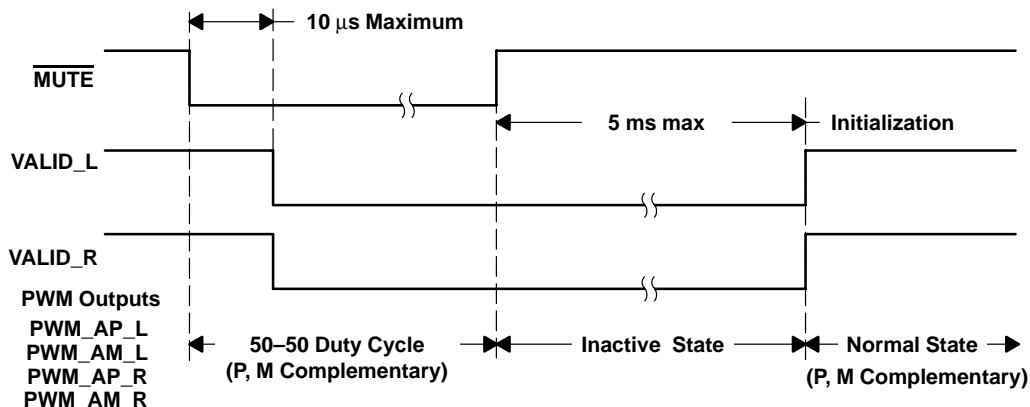 10 μs Maximum
MUTE
5 ms max
Initialization
VALID_L
VALID_R
PWM Outputs
PWM_AP_L
PWM_AM_L
PWM_AP_R
PWM_AM_R
50–50 Duty Cycle
(P, M Complementary)
Inactive State
Normal State
(P, M Complementary)